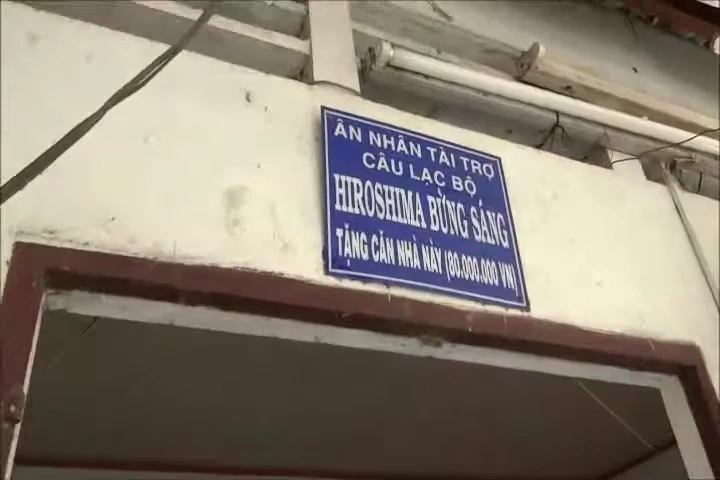 ÂN NHÂN TÀI TRỢ
CÂU LẠC BỘ
HIROSHIMA BỪNG SÁNG
TẶNG CĂN NHÀ NÀY (80.000.000 VN)